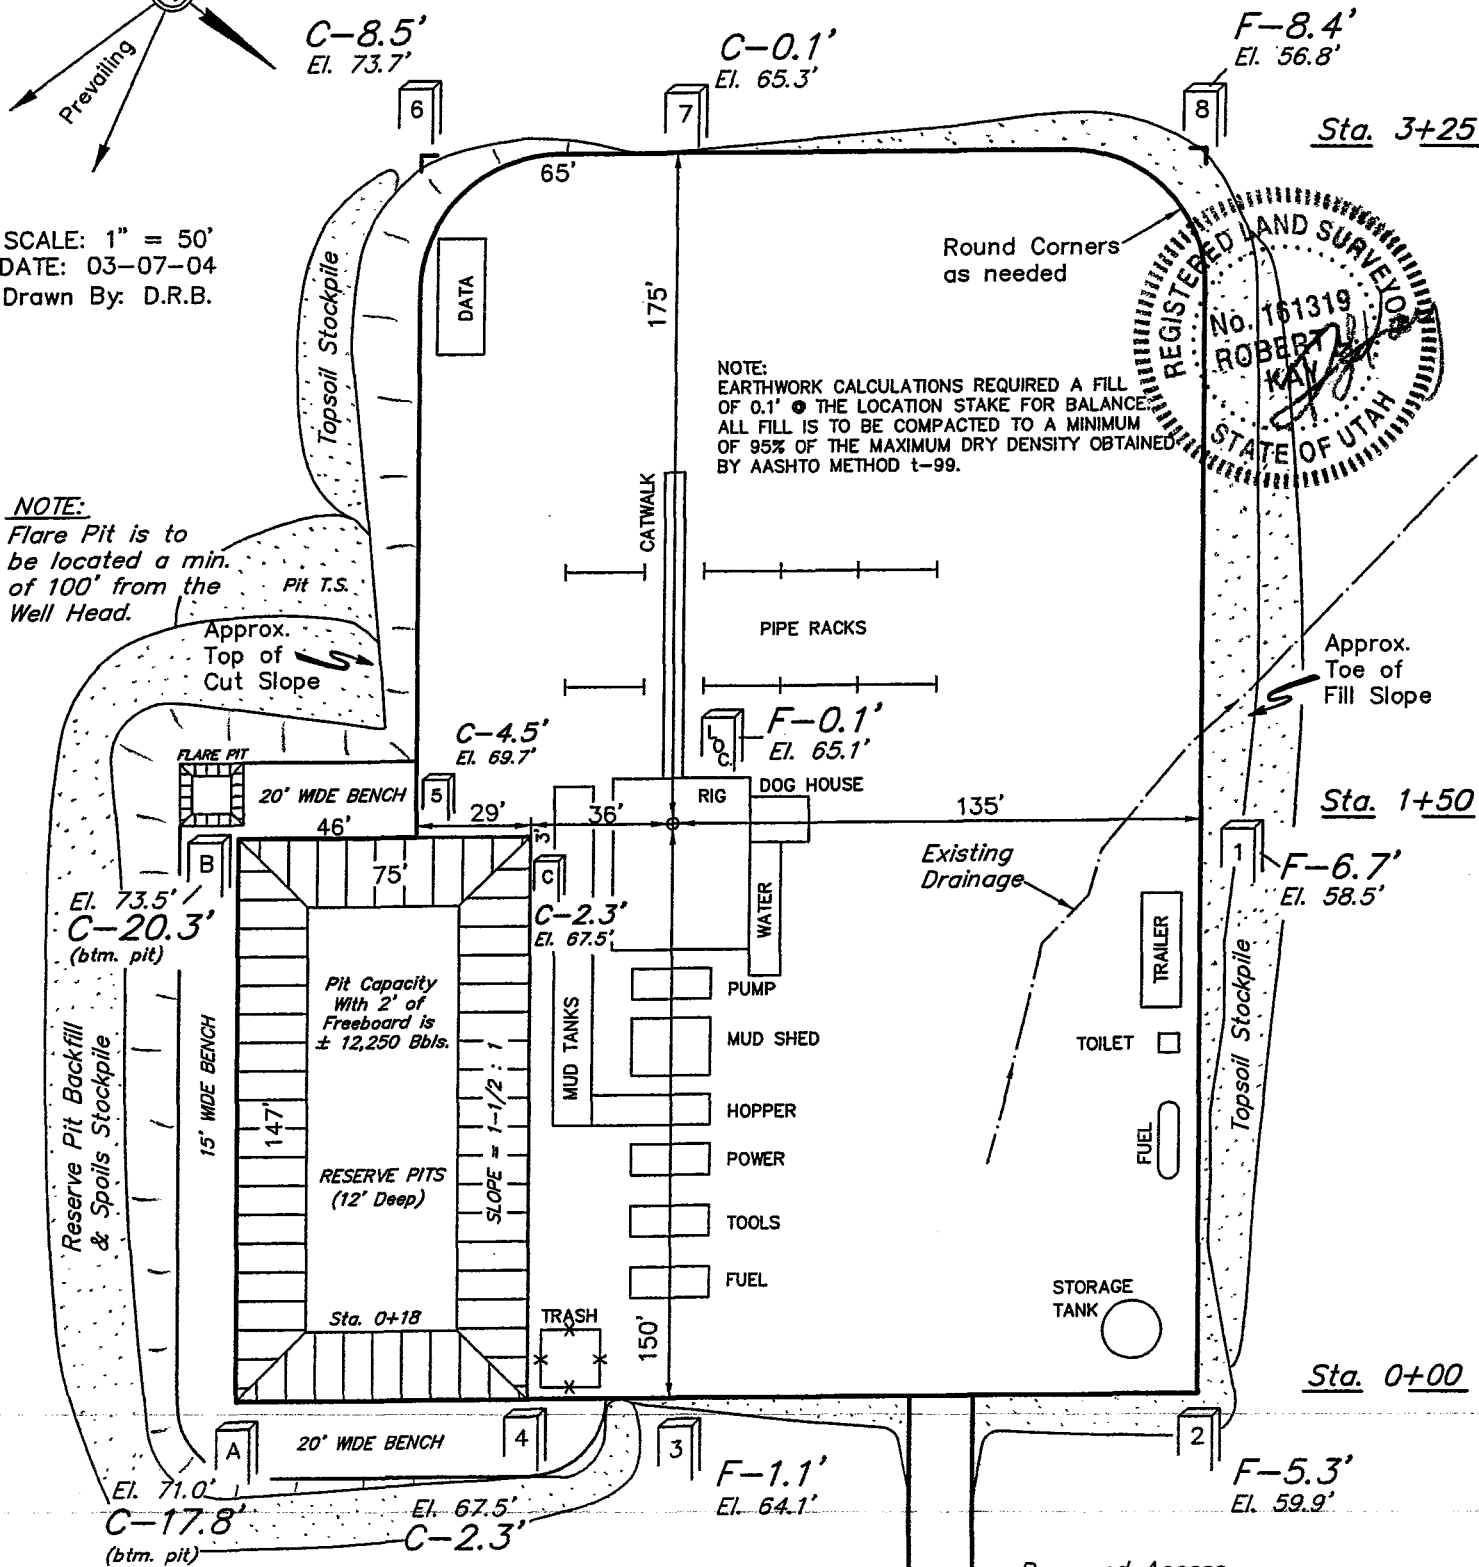 C-8.5'
El. 73.7'
C-0.1'
El. 65.3'
F-8.4'
El. 56.8'
Prevailing
6
7
8
Sta. 3+25
65'
SCALE: 1" = 50'
DATE: 03-07-04
Drawn By: D.R.B.
Topsoil Stockpile
DATA
175'
Round Corners
as needed
REGISTERED LAND SURVEYOR
No. 161319
ROBERT
KAY
STATE OF UTAH
NOTE:
EARTHWORK CALCULATIONS REQUIRED A FILL
OF 0.1' @ THE LOCATION STAKE FOR BALANCE.
ALL FILL IS TO BE COMPACTED TO A MINIMUM
OF 95% OF THE MAXIMUM DRY DENSITY OBTAINED
BY AASHTO METHOD t-99.
CATWALK
NOTE:
Flare Pit is to
be located a min.
of 100' from the
Well Head.
Pit T.S.
Approx.
Top of
Cut Slope
PIPE RACKS
Approx.
Toe of
Fill Slope
C-4.5'
El. 69.7'
LOC.
F-0.1'
El. 65.1'
FLARE PIT
20' WIDE BENCH
46'
5
29'
36'
3'
RIG
DOG HOUSE
135'
Sta. 1+50
B
El. 73.5'
C-20.3'
(btm. pit)
75'
C
C-2.3'
El. 67.5'
WATER
Existing
Drainage
1
F-6.7'
El. 58.5'
TRAILER
Topsoil Stockpile
Pit Capacity
With 2' of
Freeboard is
± 12,250 Bbls.
PUMP
MUD SHED
TOILET
Reserve Pit Backfill
& Spoils Stockpile
15' WIDE BENCH
147'
SLOPE = 1-1/2 : 1
MUD TANKS
HOPPER
POWER
FUEL
RESERVE PITS
(12' Deep)
TOOLS
FUEL
STORAGE
TANK
Sta. 0+18
TRASH
150'
Sta. 0+00
A
20' WIDE BENCH
4
3
2
El. 71.0'
C-17.8'
(btm. pit)
El. 67.5'
C-2.3'
F-1.1'
El. 64.1'
F-5.3'
El. 59.9'